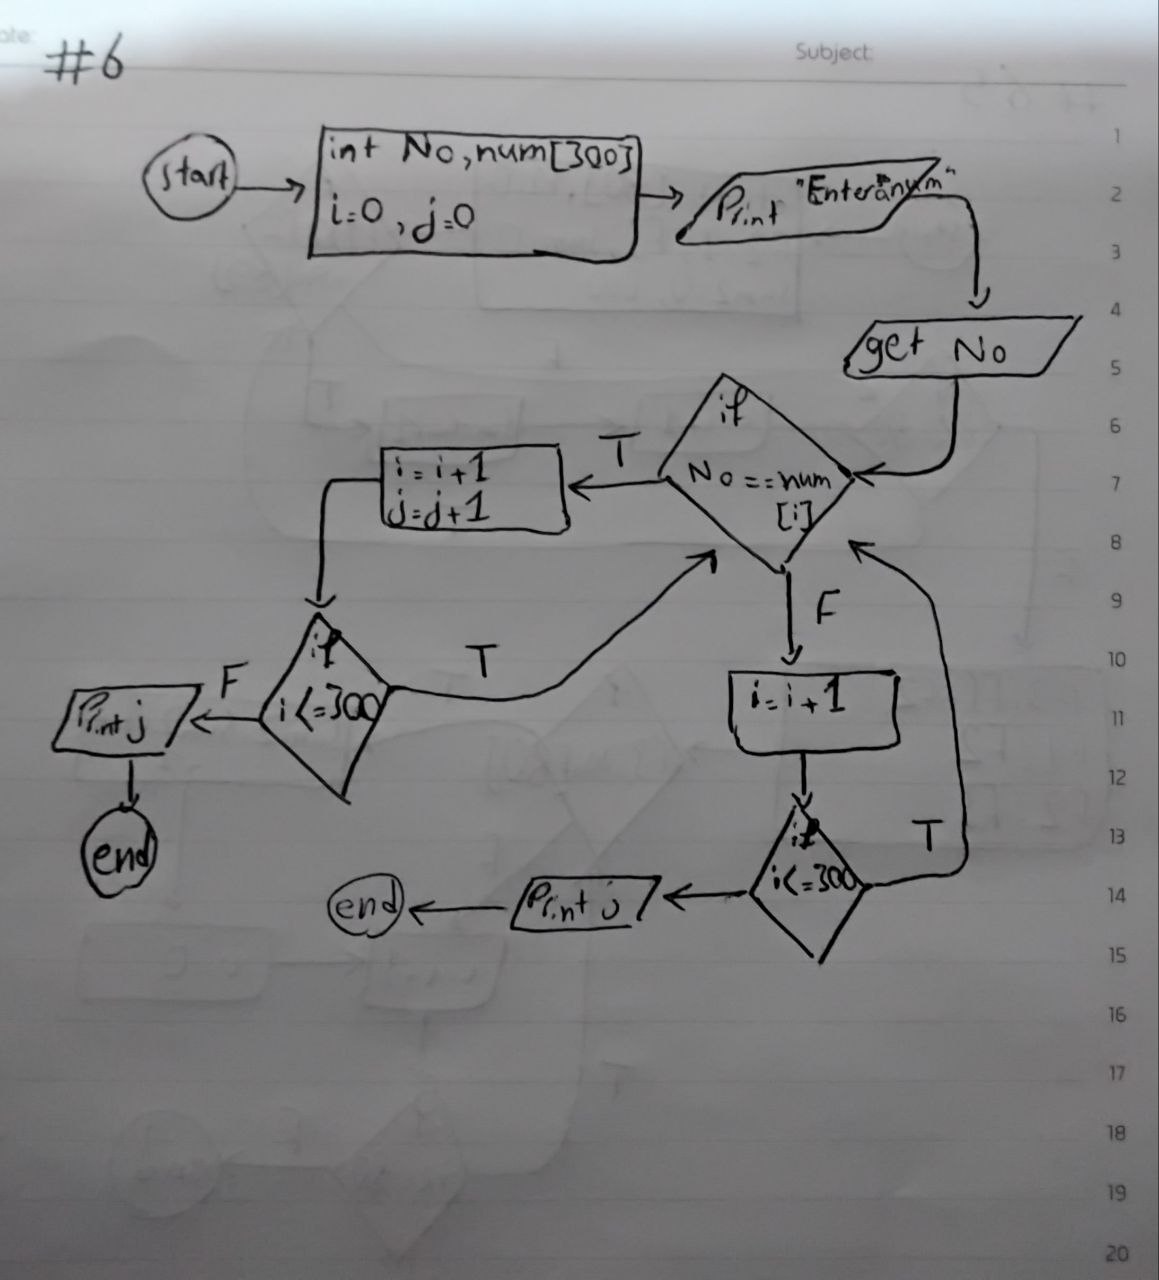 #6
Subject:
start
int No, num[300]
i=0, j=0
Print "Enter a num"
get No
if
No == num
[i]
T
i = i+1
j = j+1
F
if
i <= 300
T
F
Print j
end
i = i+1
if
i <= 300
T
Print j
end
1
2
3
4
5
6
7
8
9
10
11
12
13
14
15
16
17
18
19
20